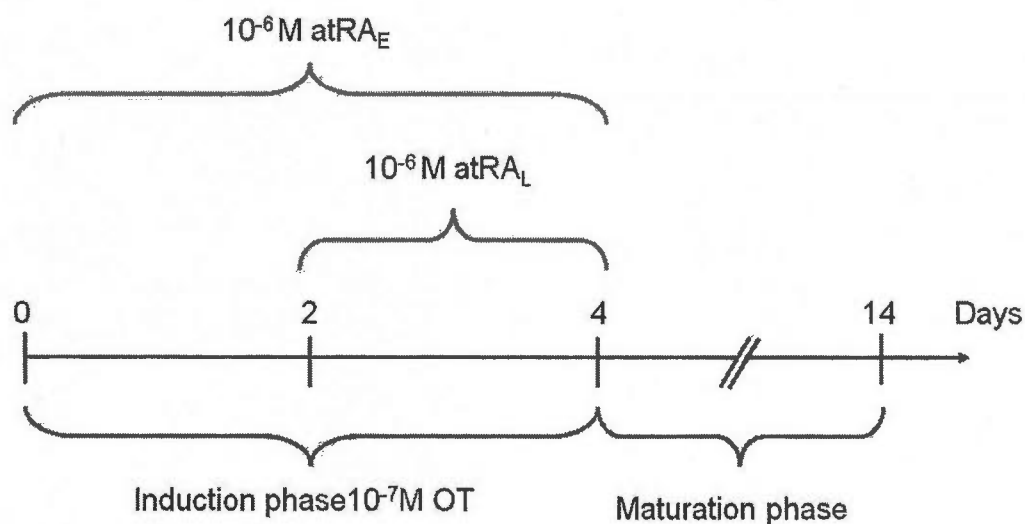 10⁻⁶ M atRA_E
10⁻⁶ M atRA_L
0 2 4 14 Days
Induction phase10⁻⁷M OT
Maturation phase